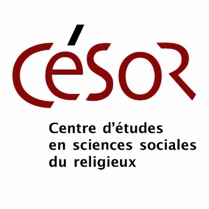 CéSoR
Centre d'études
en sciences sociales
du religieux